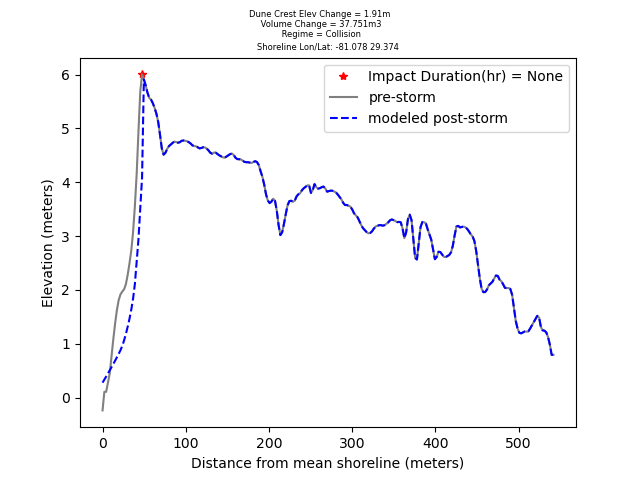 Dune Crest Elev Change = 1.91m
Volume Change = 37.751m3
Regime = Collision
Shoreline Lon/Lat: -81.078 29.374
Impact Duration(hr) = None
pre-storm
modeled post-storm
6
5
4
3
2
1
0
Elevation (meters)
0 100 200 300 400 500
Distance from mean shoreline (meters)